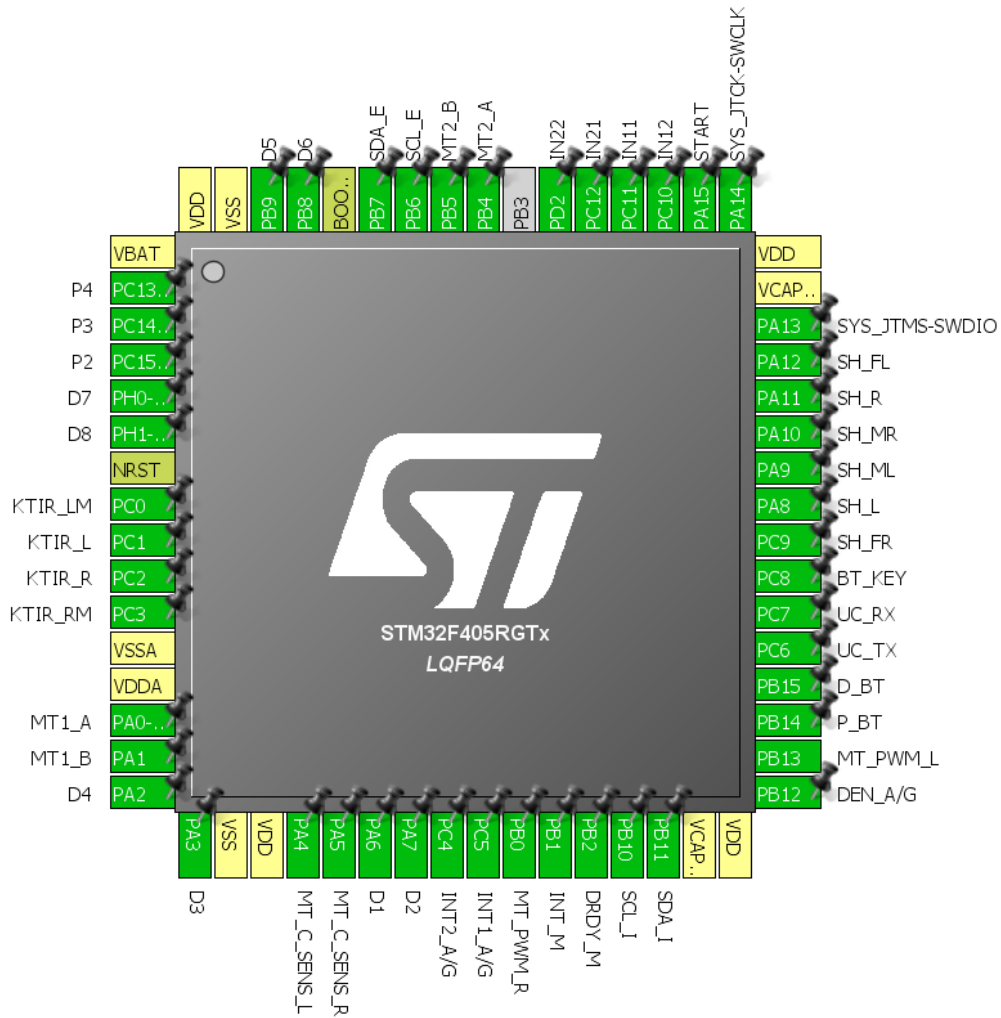 D5
D6
SDA_E
SCL_E
MT2_B
MT2_A
IN22
IN21
IN11
IN12
START
SYS_JTCK-SWCLK
VDD
VSS
PB9
PB8
BOO..
PB7
PB6
PB5
PB4
PB3
PD2
PC12
PC11
PC10
PA15
PA14
VBAT
P4 PC13..
P3 PC14..
P2 PC15..
D7 PH0-..
D8 PH1-..
NRST
KTIR_LM PC0
KTIR_L PC1
KTIR_R PC2
KTIR_RM PC3
VSSA
VDDA
MT1_A PA0-..
MT1_B PA1
D4 PA2
STM32F405RGTx
LQFP64
VDD
VCAP..
PA13 SYS_JTMS-SWDIO
PA12 SH_FL
PA11 SH_R
PA10 SH_MR
PA9 SH_ML
PA8 SH_L
PC9 SH_FR
PC8 BT_KEY
PC7 UC_RX
PC6 UC_TX
PB15 D_BT
PB14 P_BT
PB13 MT_PWM_L
PB12 DEN_A/G
PA3
VSS
VDD
PA4
PA5
PA6
PA7
PC4
PC5
PB0
PB1
PB2
PB10
PB11
VCAP..
VDD
D3
MT_C_SENS_L
MT_C_SENS_R
D1
D2
INT2_A/G
INT1_A/G
MT_PWM_R
INT_M
DRDY_M
SCL_I
SDA_I